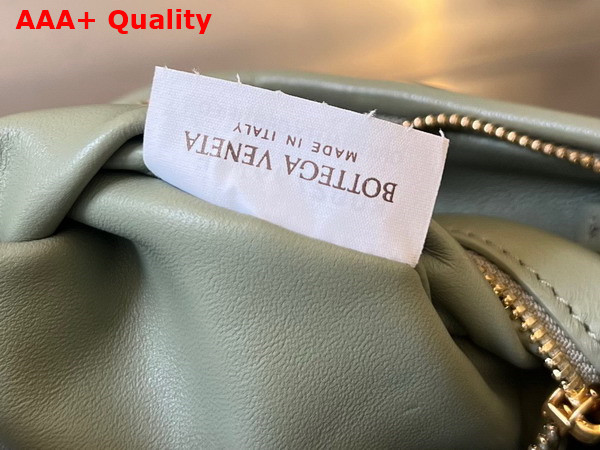 AAA+ Quality
BOTTEGA VENETA
MADE IN ITALY